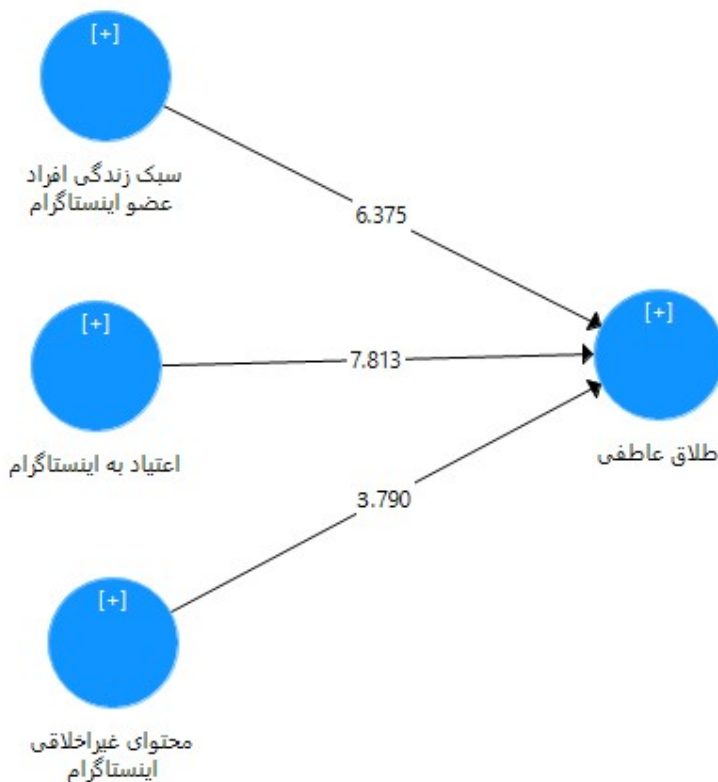 [+]
سبک زندگی افراد
عضو اینستاگرام
6.375
[+]
[+]
7.813
اعتیاد به اینستاگرام
طلاق عاطفی
3.790
[+]
محتوای غیراخلاقی
اینستاگرام